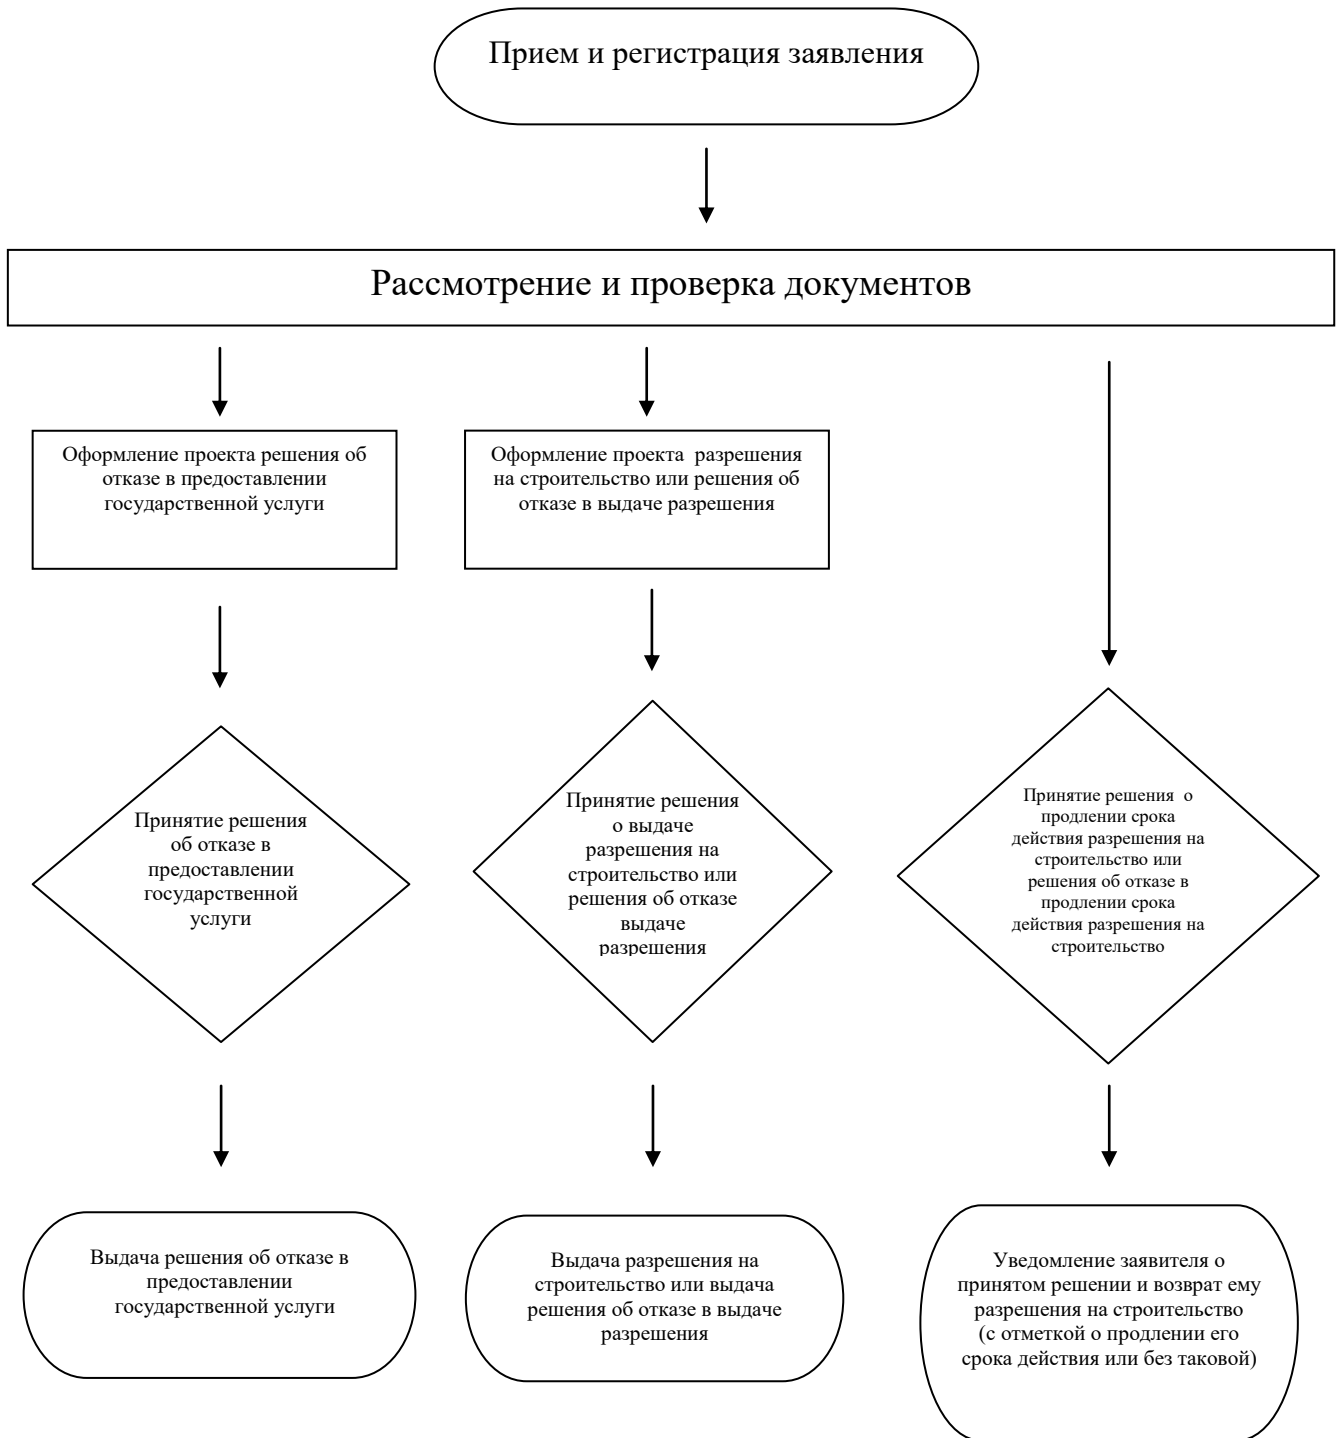 Прием и регистрация заявления
Рассмотрение и проверка документов
Оформление проекта решения об
отказе в предоставлении
государственной услуги
Оформление проекта  разрешения
на строительство или решения об
отказе в выдаче разрешения
Принятие решения
об отказе в
предоставлении
государственной
услуги
Принятие решения
о выдаче
разрешения на
строительство или
решения об отказе
выдаче
разрешения
Принятие решения  о
продлении срока
действия разрешения на
строительство или
решения об отказе в
продлении срока
действия разрешения на
строительство
Выдача решения об отказе в
предоставлении
государственной услуги
Выдача разрешения на
строительство или выдача
решения об отказе в выдаче
разрешения
Уведомление заявителя о
принятом решении и возврат ему
разрешения на строительство
(с отметкой о продлении его
срока действия или без таковой)